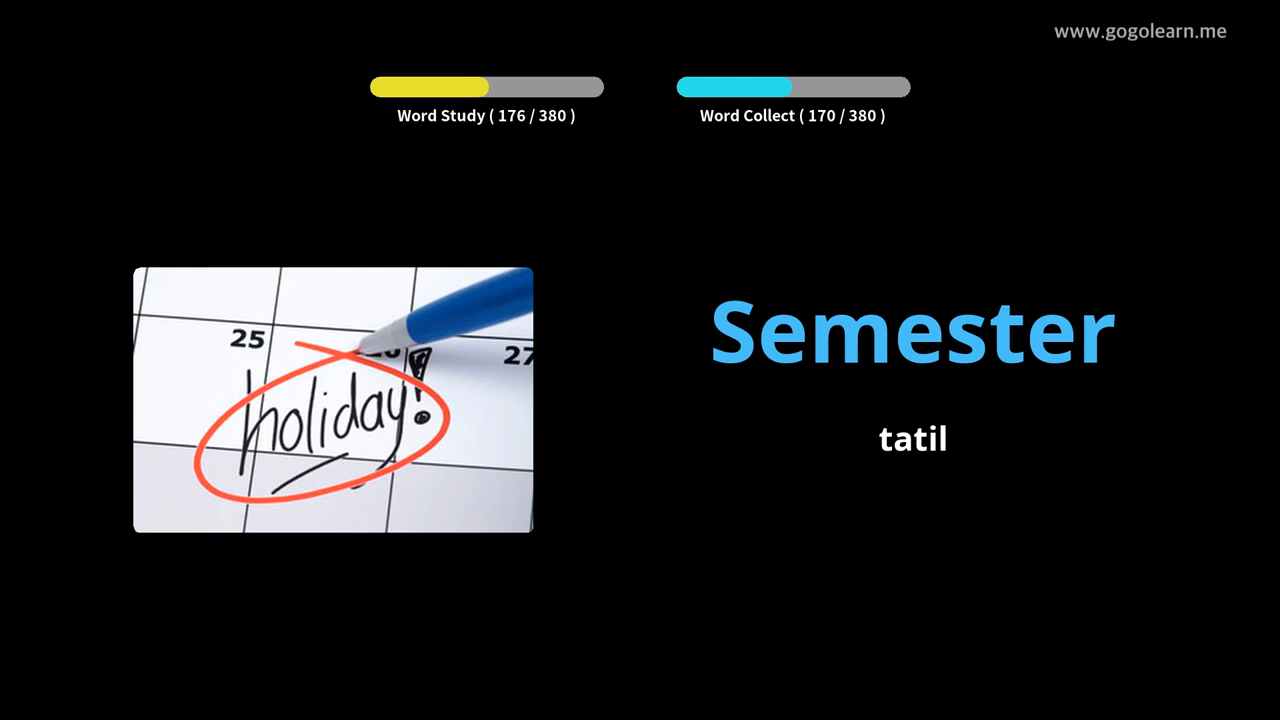 www.gogolearn.me
Word Study ( 176 / 380 )
Word Collect ( 170 / 380 )
25
27
holiday!
Semester
tatil